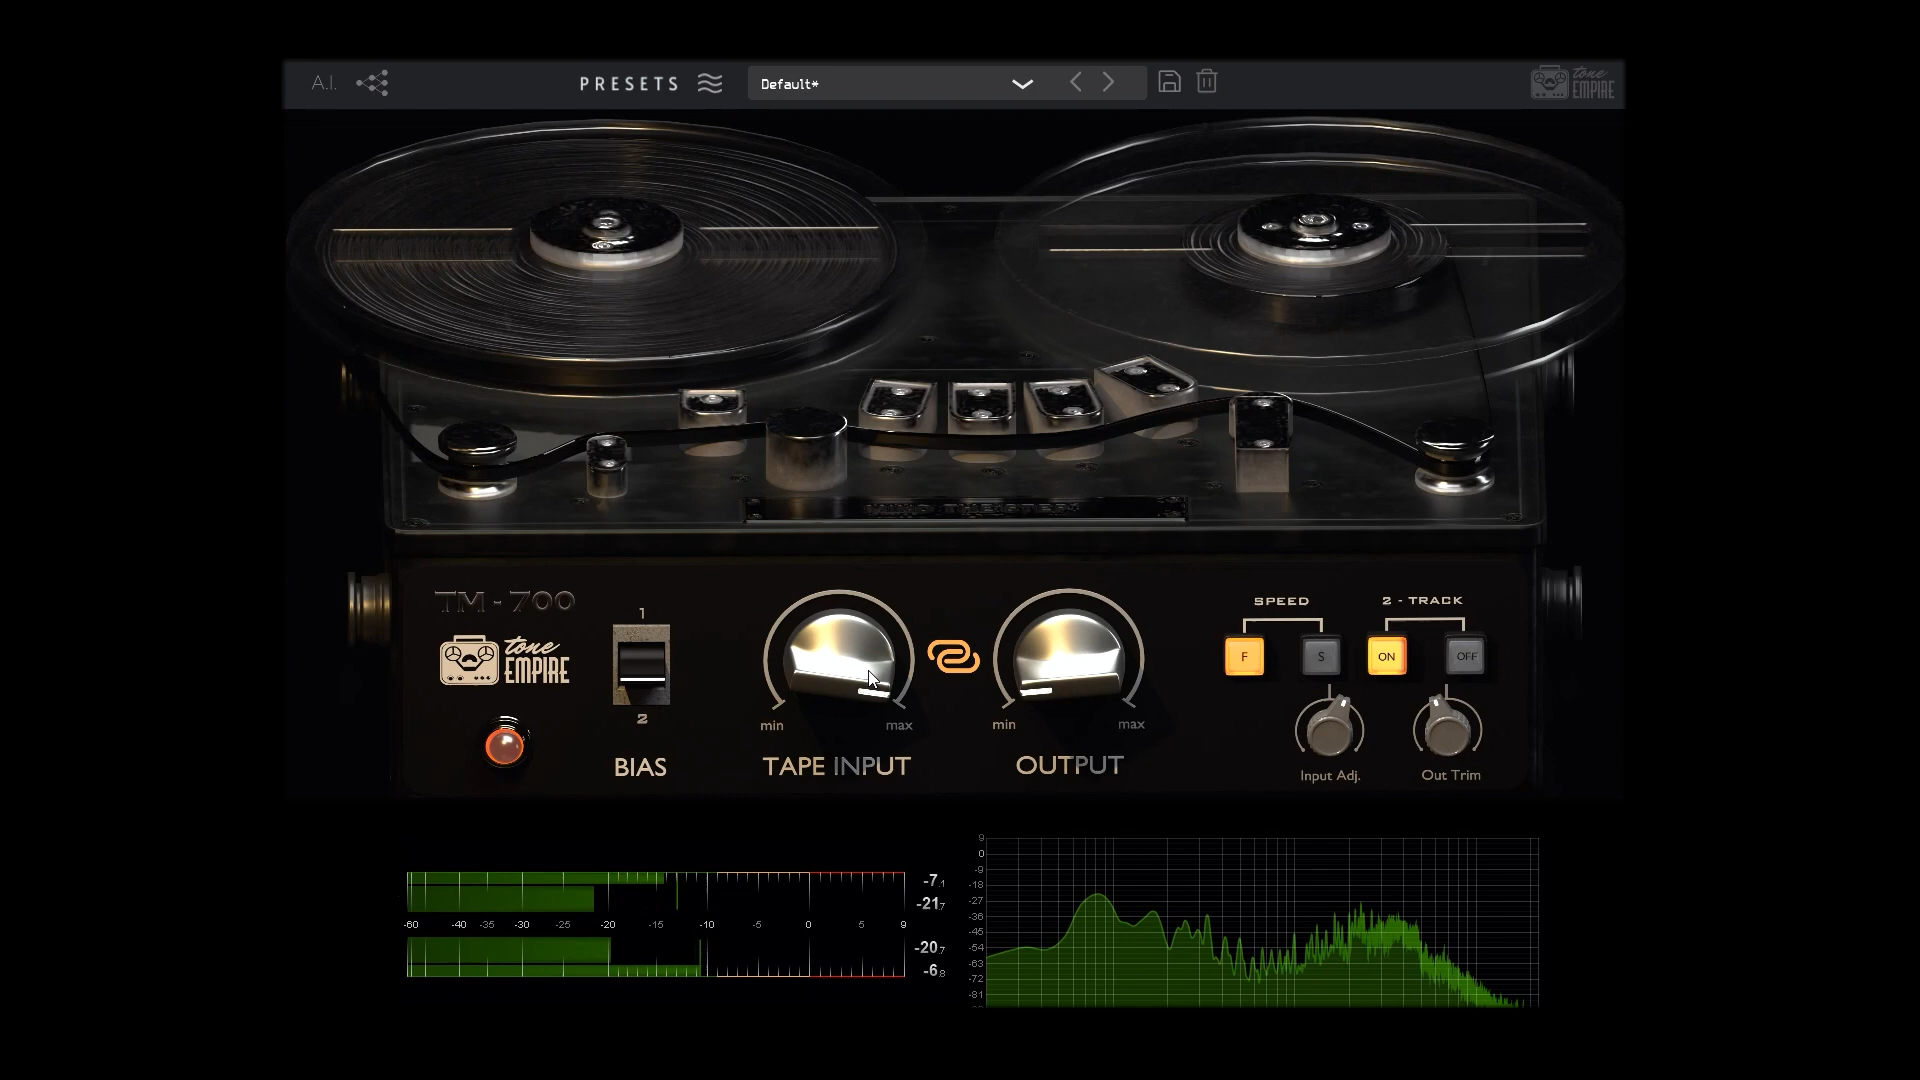 A.I.
PRESETS
Default*
tone
EMPIRE
TM-700
tone
EMPIRE
1
2
BIAS
min
max
TAPE INPUT
min
max
OUTPUT
SPEED
2 - TRACK
F
S
ON
OFF
Input Adj.
Out Trim
-7.1
-21.7
-60 -40 -35 -30 -25 -20 -15 -10 -5 0 5 9
-20.7
-6.8
9
0
-9
-18
-27
-36
-45
-54
-63
-72
-81